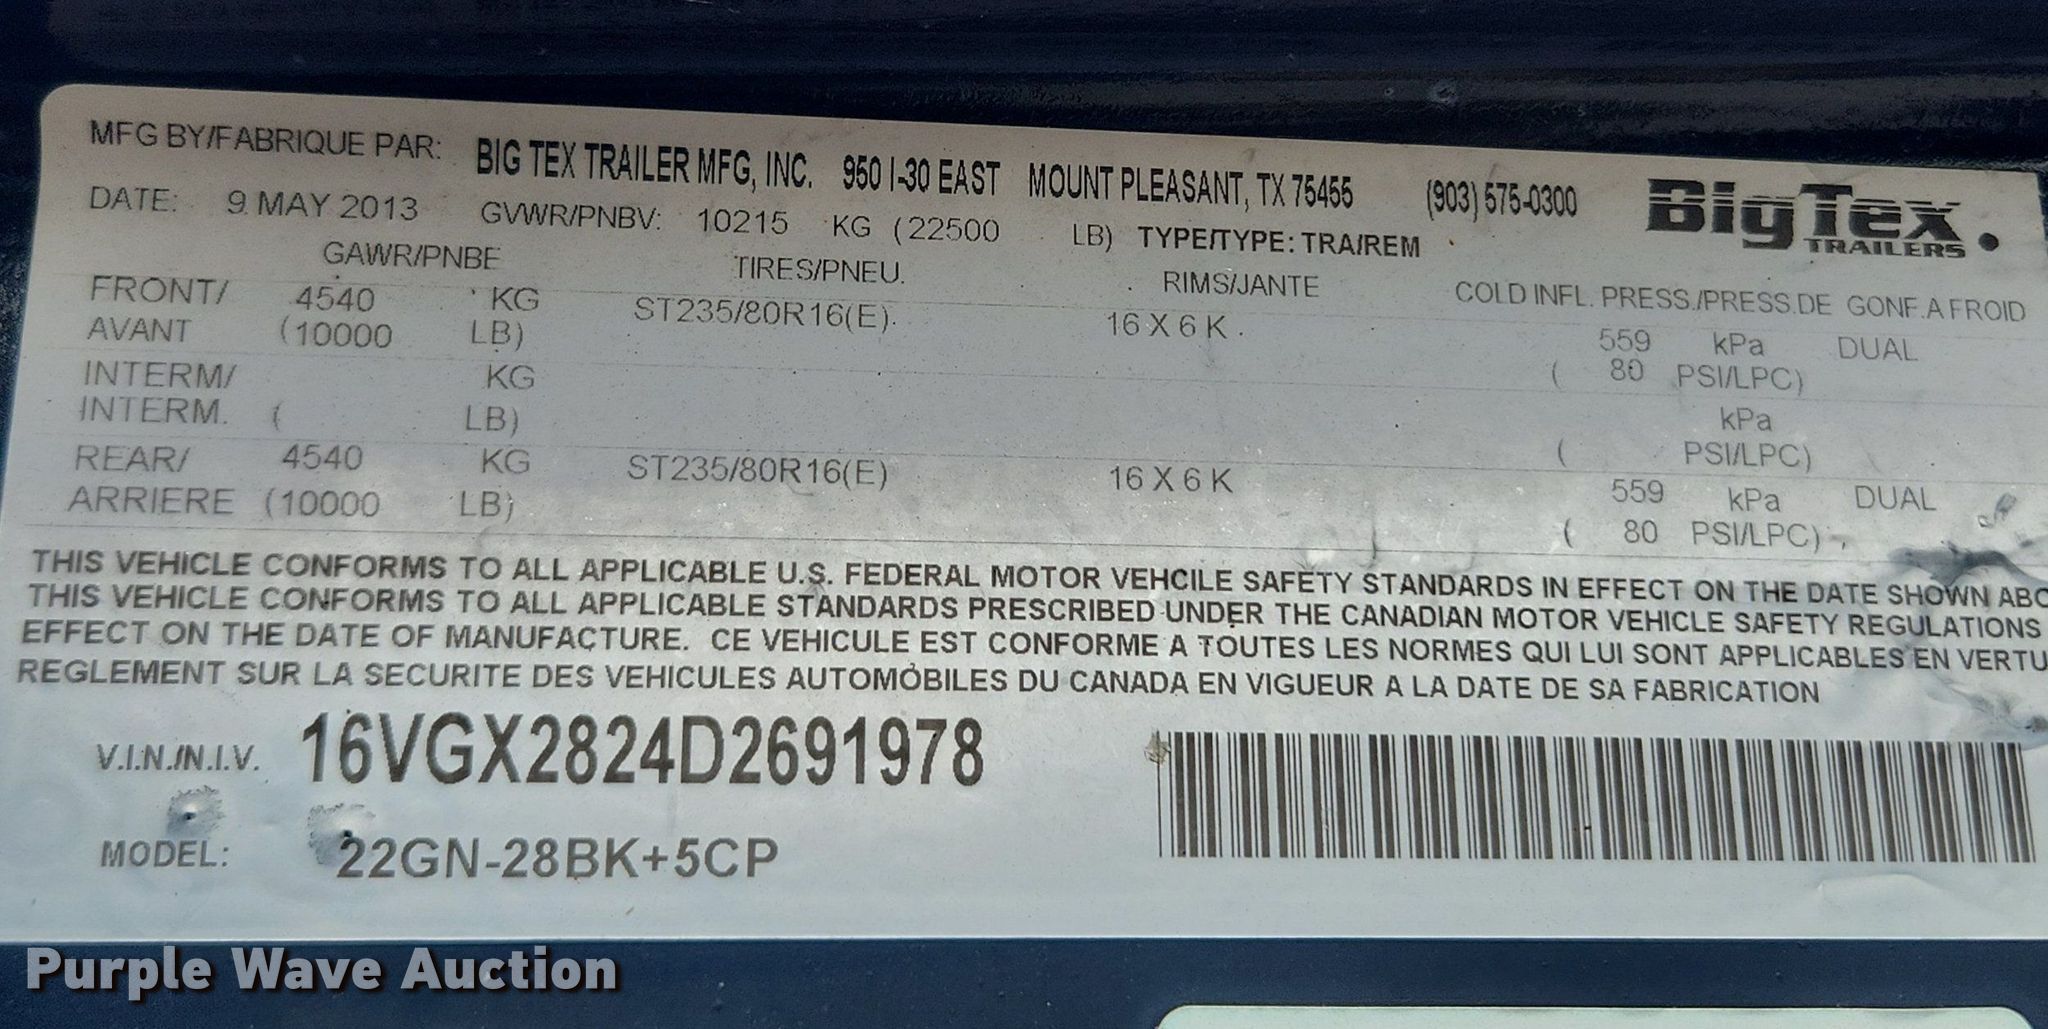 MFG BY/FABRIQUE PAR: BIG TEX TRAILER MFG, INC. 950 I-30 EAST MOUNT PLEASANT, TX 75455 (903) 575-0300 BigTex TRAILERS
DATE: 9 MAY 2013 GVWR/PNBV: 10215 KG (22500 LB) TYPE/TYPE: TRA/REM
GAWR/PNBE TIRES/PNEU. RIMS/JANTE COLD INFL. PRESS./PRESS.DE GONF.A FROID
FRONT/ 4540 KG ST235/80R16(E) 16 X 6 K 559 kPa DUAL
AVANT (10000 LB) ( 80 PSI/LPC)
INTERM/ KG kPa
INTERM. ( LB) ( PSI/LPC)
REAR/ 4540 KG ST235/80R16(E) 16 X 6 K 559 kPa DUAL
ARRIERE (10000 LB) ( 80 PSI/LPC)
THIS VEHICLE CONFORMS TO ALL APPLICABLE U.S. FEDERAL MOTOR VEHCILE SAFETY STANDARDS IN EFFECT ON THE DATE SHOWN ABO
THIS VEHICLE CONFORMS TO ALL APPLICABLE STANDARDS PRESCRIBED UNDER THE CANADIAN MOTOR VEHICLE SAFETY REGULATIONS
EFFECT ON THE DATE OF MANUFACTURE. CE VEHICULE EST CONFORME A TOUTES LES NORMES QUI LUI SONT APPLICABLES EN VERTU
REGLEMENT SUR LA SECURITE DES VEHICULES AUTOMOBILES DU CANADA EN VIGUEUR A LA DATE DE SA FABRICATION
V.I.N./N.I.V. 16VGX2824D2691978
MODEL: 22GN-28BK+5CP
Purple Wave Auction